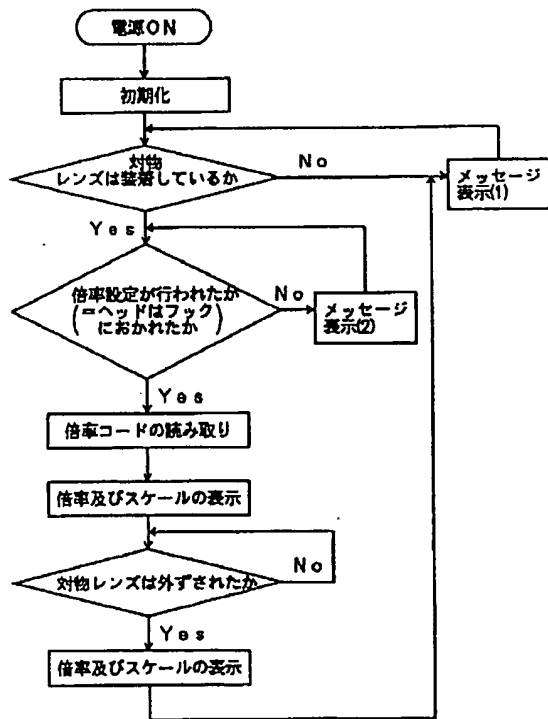 電源ON
初期化
対物
レンズは装着しているか
No
メッセージ
表示(1)
Yes
倍率設定が行われたか
(=ヘッドはフック
におかれたか)
No
メッセージ
表示(2)
Yes
倍率コードの読み取り
倍率及びスケールの表示
No
対物レンズは外ずされたか
Yes
倍率及びスケールの表示